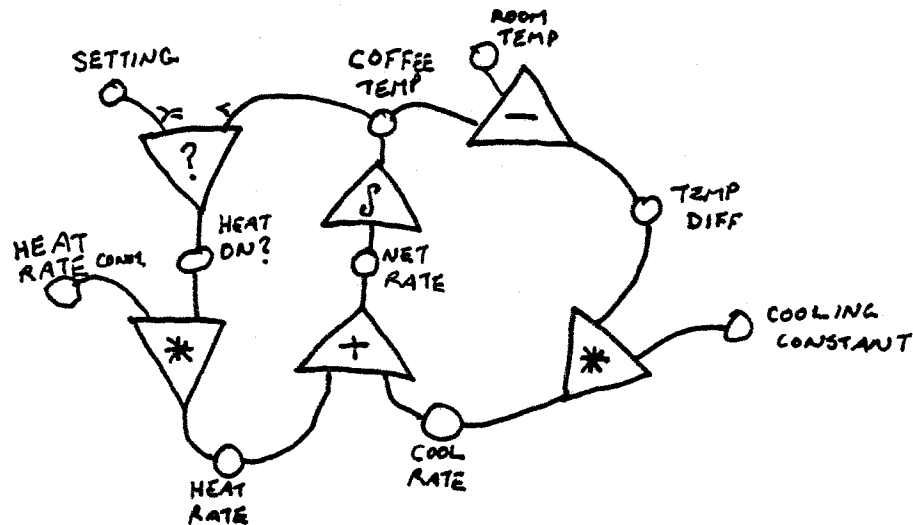 ROOM
TEMP
SETTING
COFFEE
TEMP
-
?
TEMP
DIFF
∫
HEAT
ON?
HEAT
RATE CONST.
NET
RATE
COOLING
CONSTANT
*
+
*
COOL
RATE
HEAT
RATE